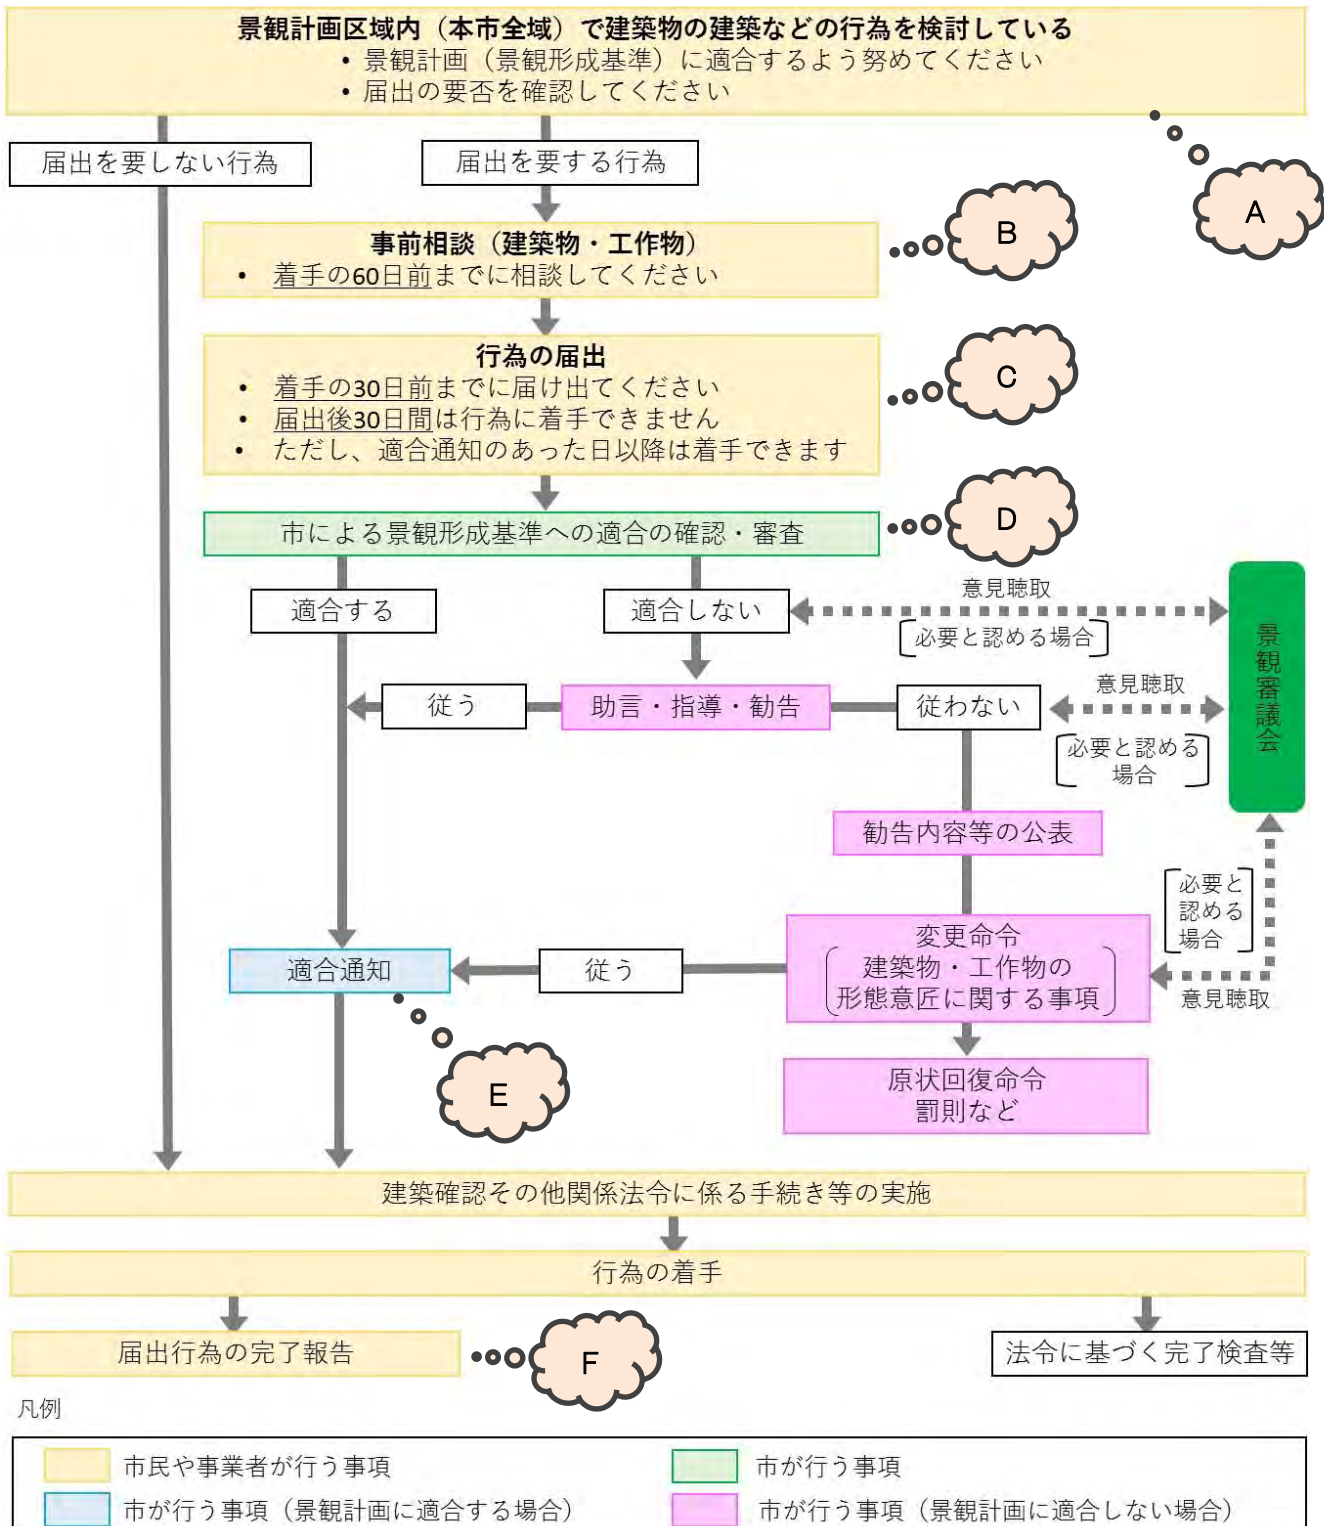 景観計画区域内（本市全域）で建築物の建築などの行為を検討している
• 景観計画（景観形成基準）に適合するよう努めてください
• 届出の要否を確認してください
届出を要しない行為
届出を要する行為
A
事前相談（建築物・工作物）
• 着手の60日前までに相談してください
B
行為の届出
• 着手の30日前までに届け出てください
• 届出後30日間は行為に着手できません
• ただし、適合通知のあった日以降は着手できます
C
市による景観形成基準への適合の確認・審査
D
適合する
適合しない
意見聴取
必要と認める場合
景観審議会
従う
助言・指導・勧告
従わない
意見聴取
必要と認める
場合
勧告内容等の公表
必要と
認める
場合
変更命令
建築物・工作物の
形態意匠に関する事項
意見聴取
適合通知
従う
E
原状回復命令
罰則など
建築確認その他関係法令に係る手続き等の実施
行為の着手
届出行為の完了報告
F
法令に基づく完了検査等
凡例
市民や事業者が行う事項
市が行う事項
市が行う事項（景観計画に適合する場合）
市が行う事項（景観計画に適合しない場合）